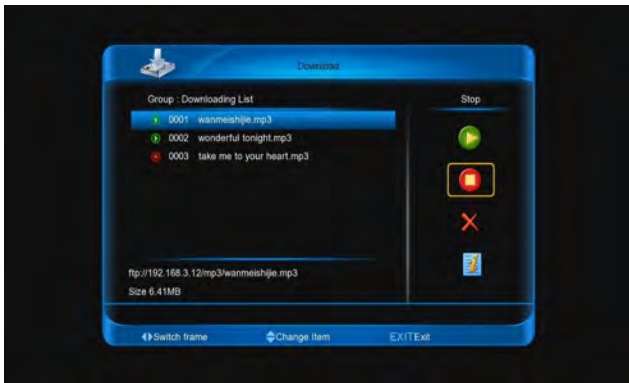 Download
Group : Downloading List
Stop
0001 wanmeishijie.mp3
0002 wonderful tonight.mp3
0003 take me to your heart.mp3
ftp://192.168.3.12/mp3/wanmeishijie.mp3
Size 6.41MB
Switch frame
Change Item
EXITExit